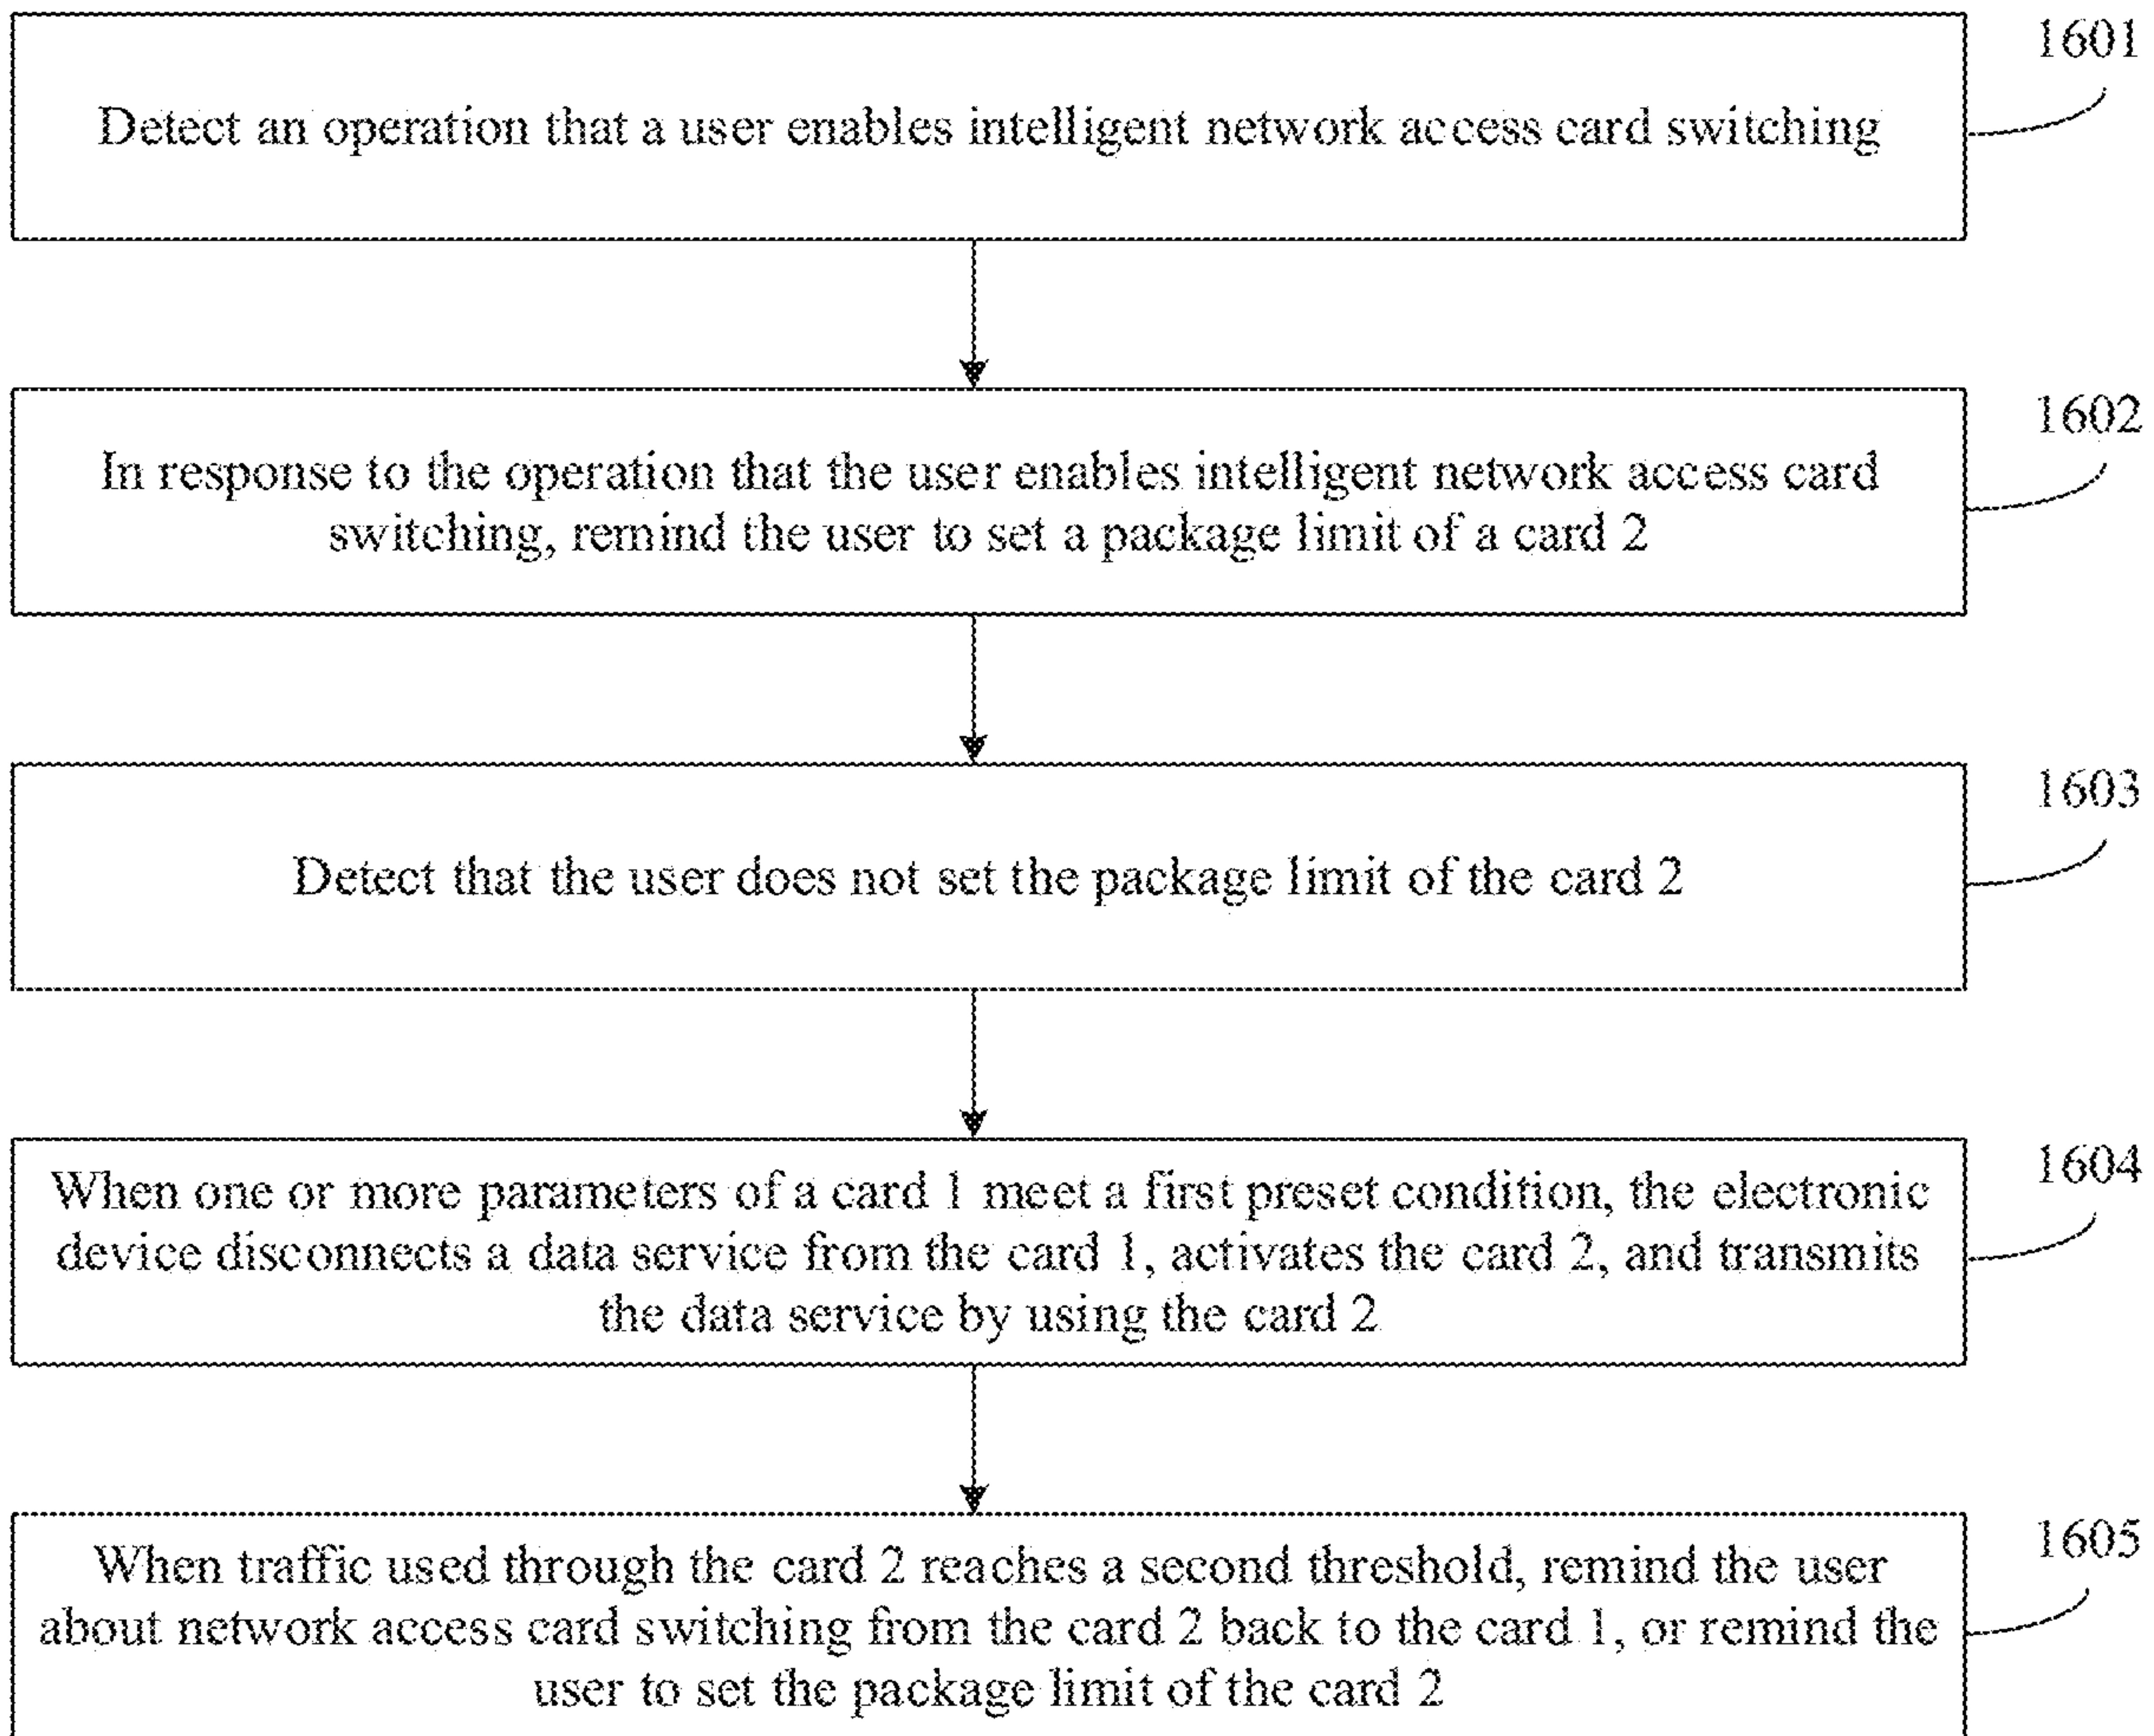 1601
Detect an operation that a user enables intelligent network access card switching
1602
In response to the operation that the user enables intelligent network access card
switching, remind the user to set a package limit of a card 2
1603
Detect that the user does not set the package limit of the card 2
1604
When one or more parameters of a card 1 meet a first preset condition, the electronic
device disconnects a data service from the card 1, activates the card 2, and transmits
the data service by using the card 2
1605
When traffic used through the card 2 reaches a second threshold, remind the user
about network access card switching from the card 2 back to the card 1, or remind the
user to set the package limit of the card 2